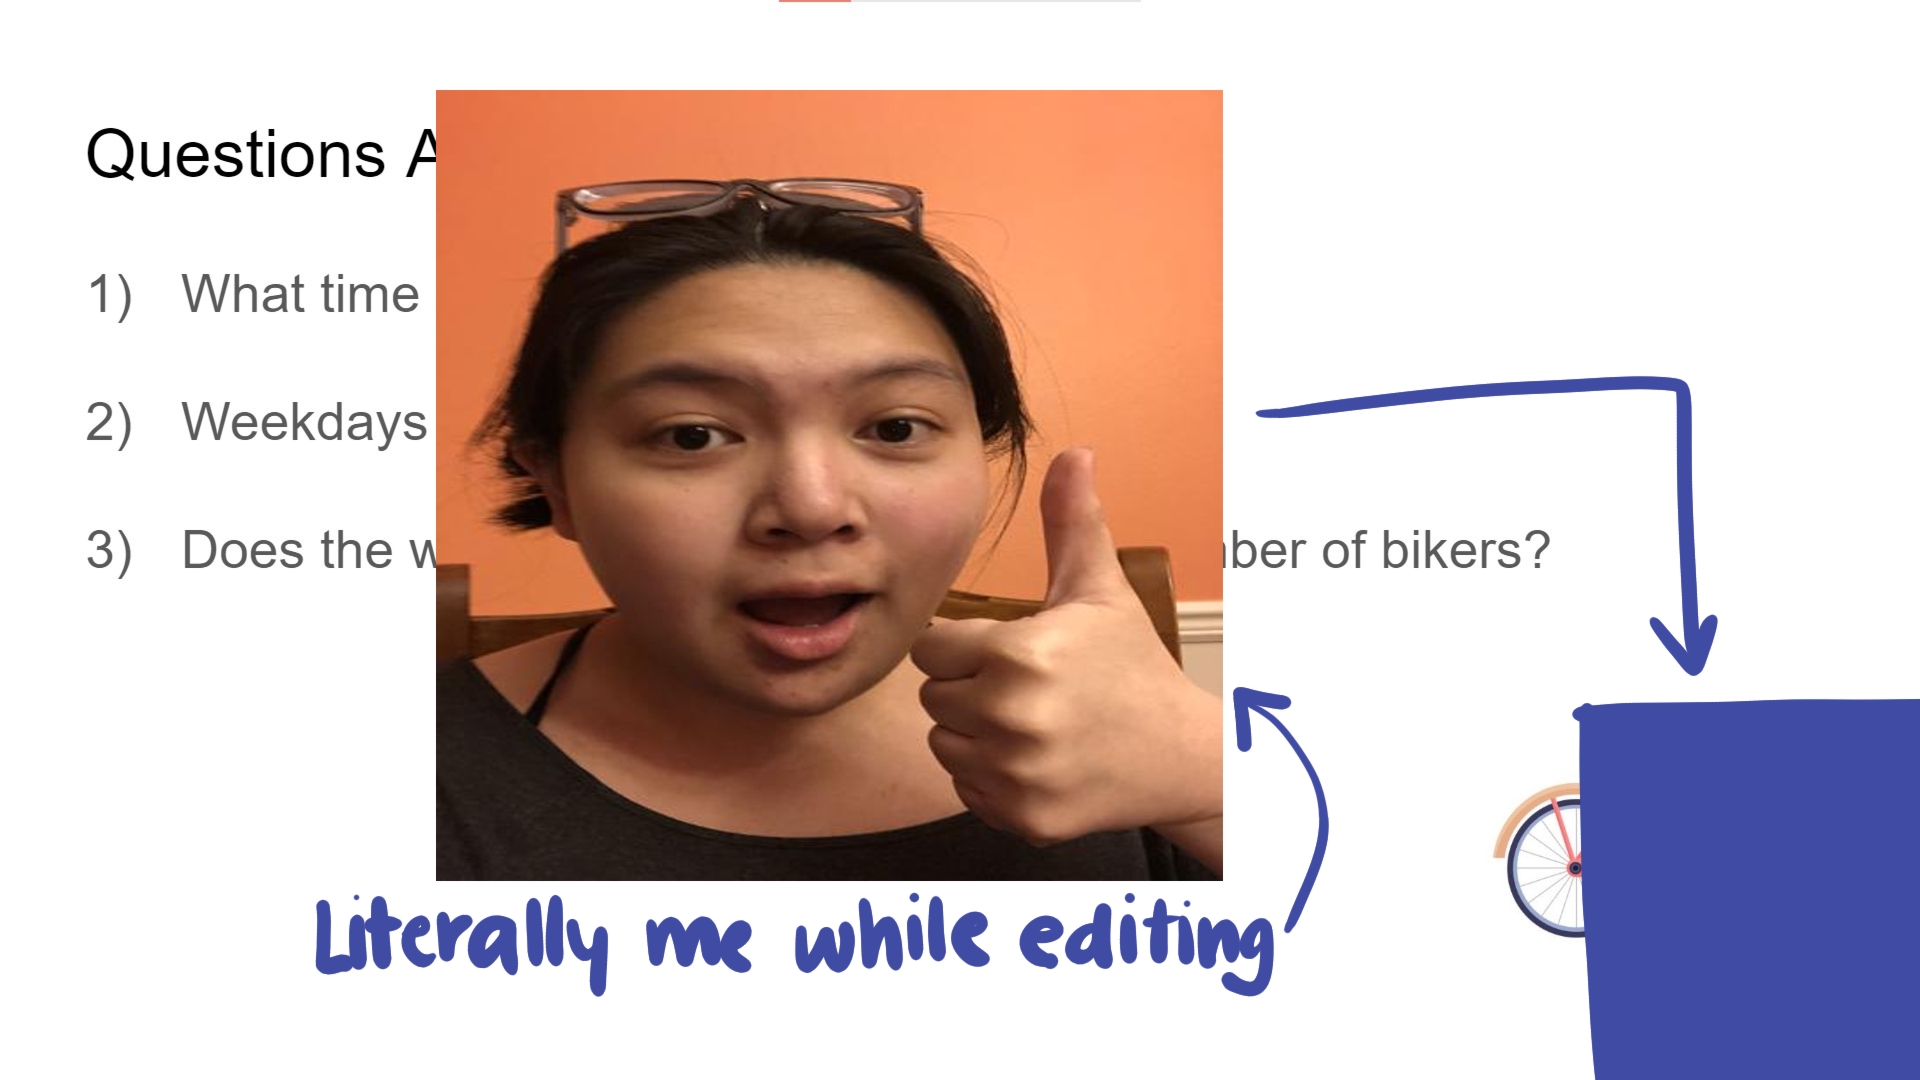 Questions A
1) What time
2) Weekdays
3) Does the w ber of bikers?
Literally me while editing